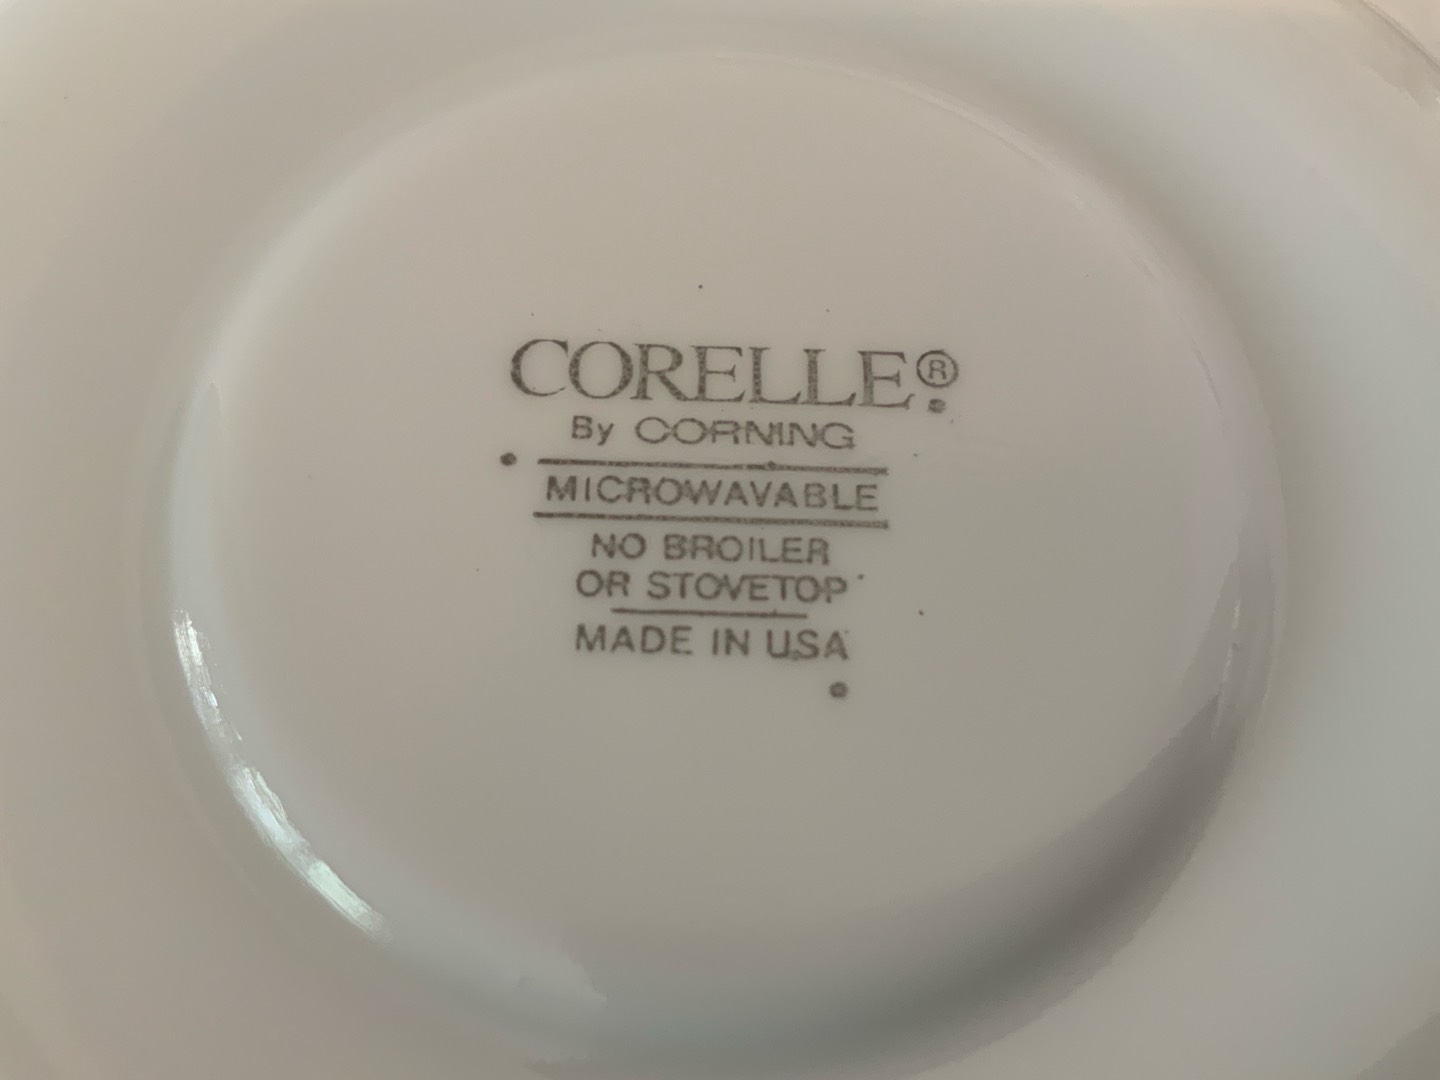 CORELLE®
By CORNING
MICROWAVABLE
NO BROILER
OR STOVETOP
MADE IN USA